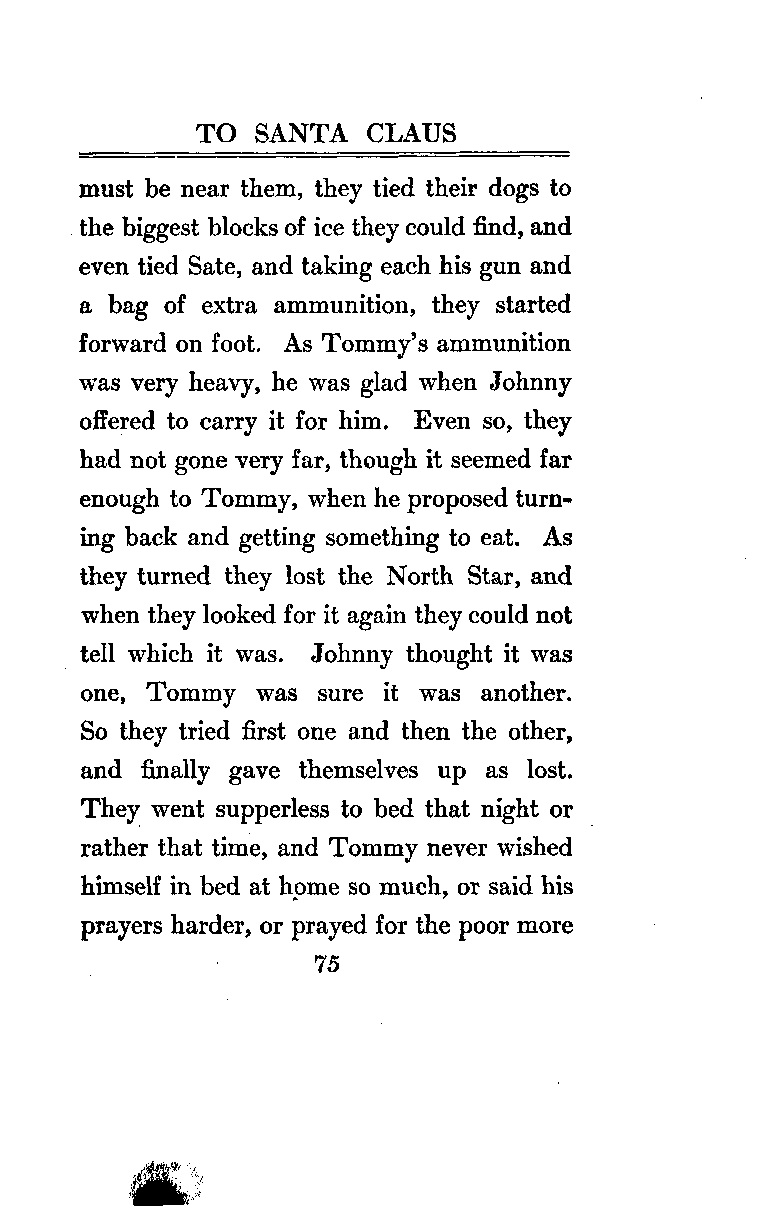 TO SANTA CLAUS
must be near them, they tied their dogs to
the biggest blocks of ice they could find, and
even tied Sate, and taking each his gun and
a bag of extra ammunition, they started
forward on foot. As Tommy's ammunition
was very heavy, he was glad when Johnny
offered to carry it for him. Even so, they
had not gone very far, though it seemed far
enough to Tommy, when he proposed turn-
ing back and getting something to eat. As
they turned they lost the North Star, and
when they looked for it again they could not
tell which it was. Johnny thought it was
one, Tommy was sure it was another.
So they tried first one and then the other,
and finally gave themselves up as lost.
They went supperless to bed that night or
rather that time, and Tommy never wished
himself in bed at home so much, or said his
prayers harder, or prayed for the poor more
75